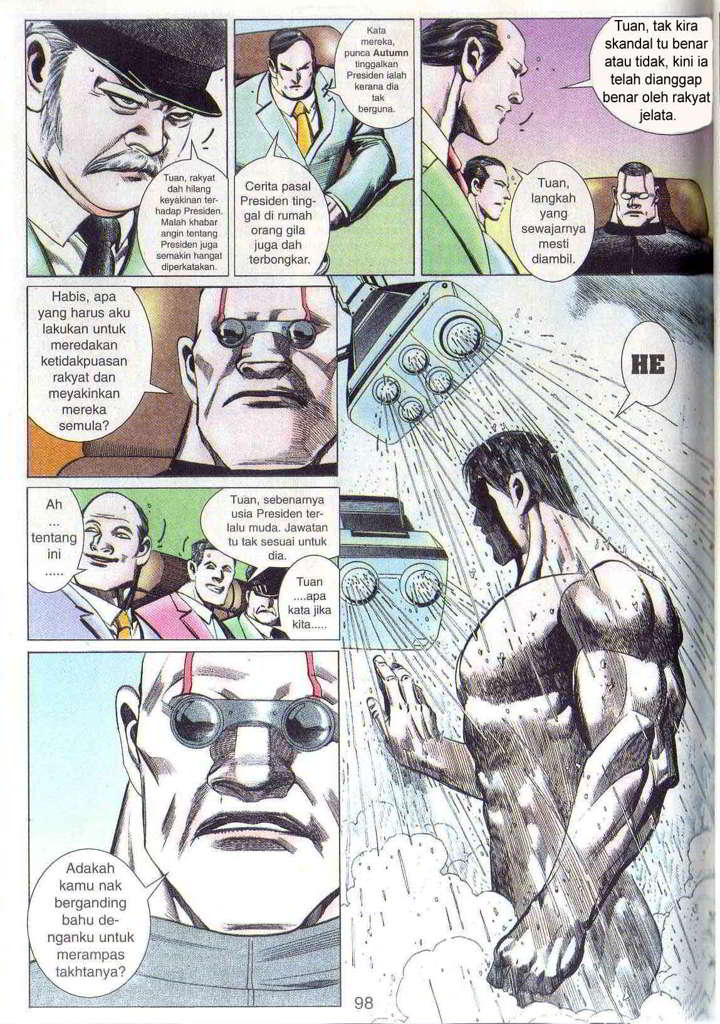 Tuan, rakyat
dah hilang
keyakinan ter-
hadap Presiden.
Malah khabar
angin tentang
Presiden juga
semakin hangat
diperkatakan.
Kata
mereka,
punca Autumn
tinggalkan
Presiden ialah
kerana dia
tak
berguna.
Cerita pasal
Presiden ting-
gal di rumah
orang gila
juga dah
terbongkar.
Tuan, tak kira
skandal tu benar
atau tidak, kini ia
telah dianggap
benar oleh rakyat
jelata.
Tuan,
langkah
yang
sewajarnya
mesti
diambil.
Habis, apa
yang harus aku
lakukan untuk
meredakan
ketidakpuasan
rakyat dan
meyakinkan
mereka
semula?
HE
Ah
...
tentang
ini
.....
Tuan, sebenarnya
usia Presiden ter-
lalu muda. Jawatan
tu tak sesuai untuk
dia.
Tuan
....apa
kata jika
kita.....
Adakah
kamu nak
berganding
bahu de-
nganku untuk
merampas
takhtanya?
98